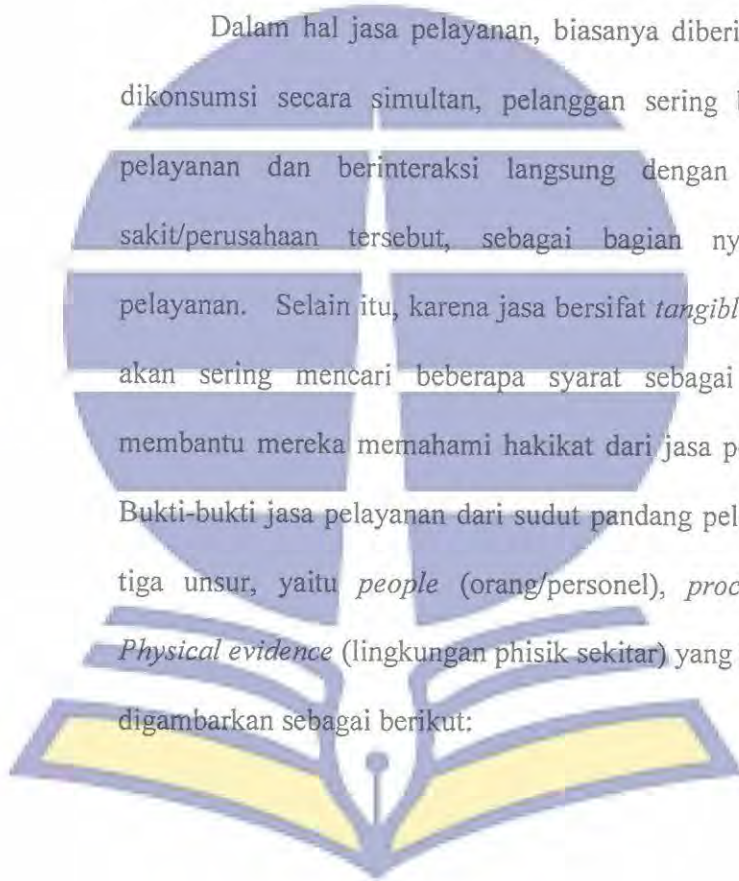 Dalam hal jasa pelayanan, biasanya diberi
dikonsumsi secara simultan, pelanggan sering
pelayanan dan berinteraksi langsung dengan
sakit/perusahaan tersebut, sebagai bagian ny
pelayanan. Selain itu, karena jasa bersifat tangibl
akan sering mencari beberapa syarat sebagai
membantu mereka memahami hakikat dari jasa p
Bukti-bukti jasa pelayanan dari sudut pandang pel
tiga unsur, yaitu people (orang/personel), proc
Physical evidence (lingkungan phisik sekitar) yang
digambarkan sebagai berikut: